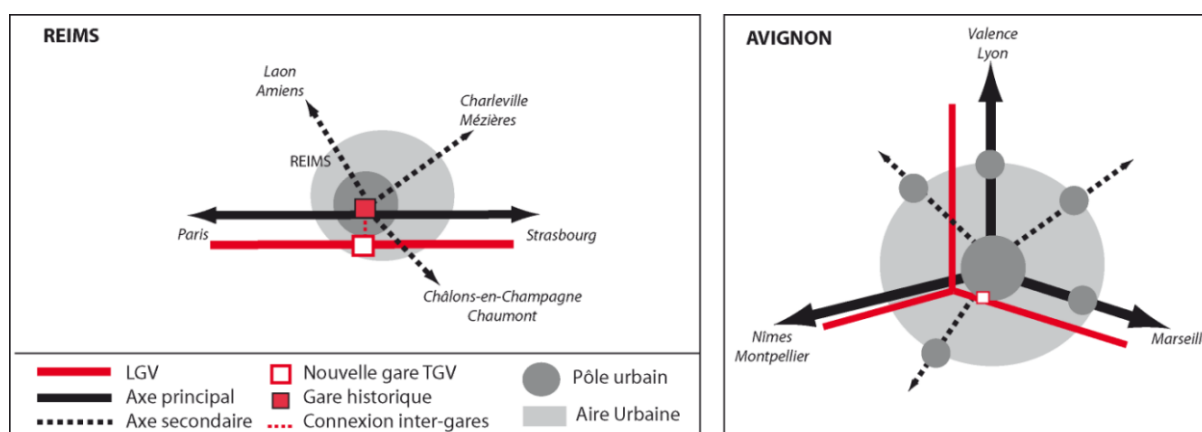 REIMS
Laon
Amiens
Charleville
Mézières
REIMS
Paris
Strasbourg
Châlons-en-Champagne
Chaumont
LGV
Axe principal
Axe secondaire
Nouvelle gare TGV
Gare historique
Connexion inter-gares
Pôle urbain
Aire Urbaine
AVIGNON
Valence
Lyon
Nîmes
Montpellier
Marseill